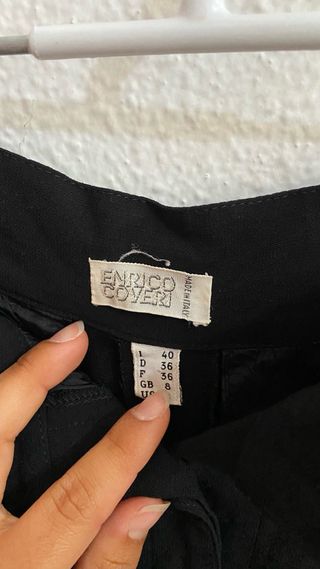 ENRICO
COVERI
MADE IN ITALY
I 40
D 36
F 36
GB 8
US